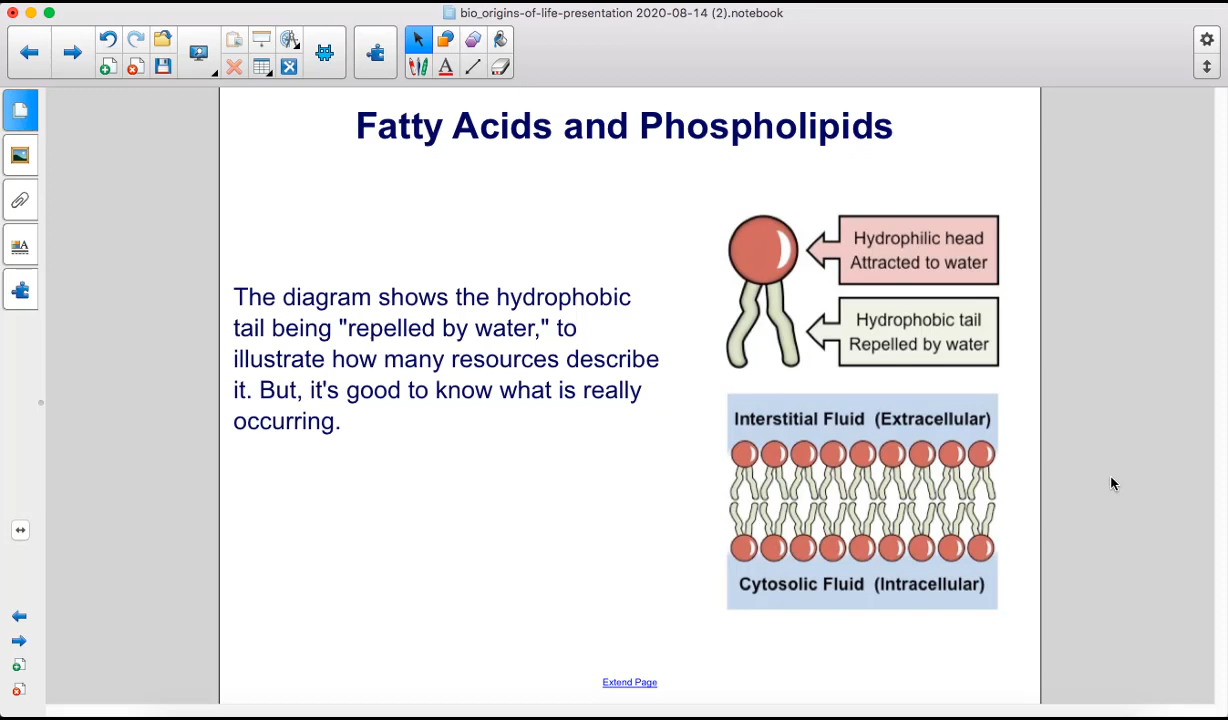 bio_origins-of-life-presentation 2020-08-14 (2).notebook
Fatty Acids and Phospholipids
The diagram shows the hydrophobic
tail being "repelled by water," to
illustrate how many resources describe
it. But, it's good to know what is really
occurring.
Hydrophilic head
Attracted to water
Hydrophobic tail
Repelled by water
Interstitial Fluid (Extracellular)
Cytosolic Fluid (Intracellular)
Extend Page